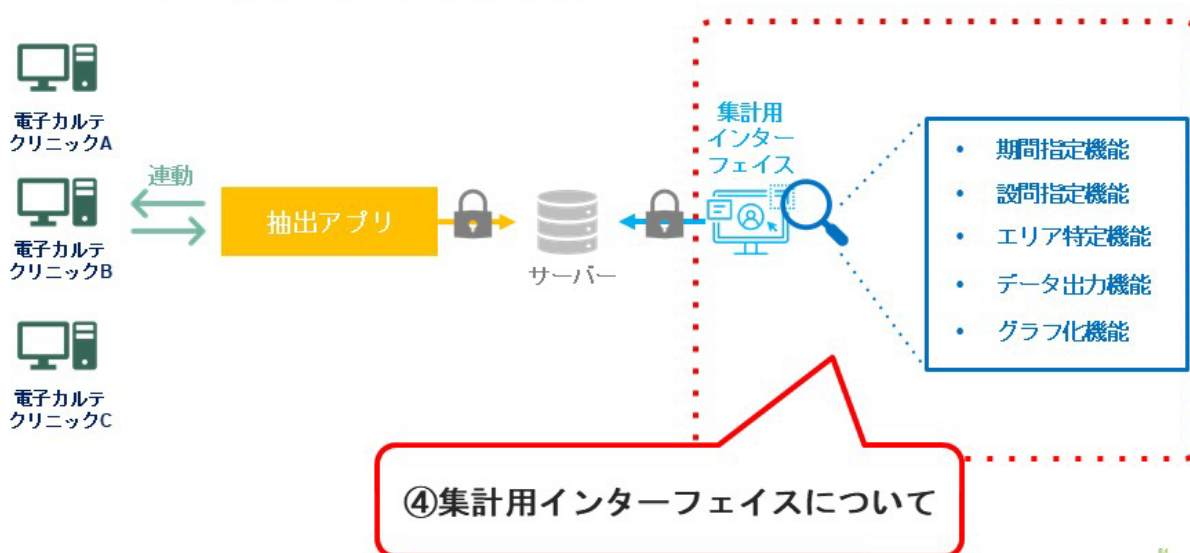 電子カルテ
クリニックA
電子カルテ
クリニックB
電子カルテ
クリニックC
連動
抽出アプリ
サーバー
集計用
インター
フェイス
• 期間指定機能
• 設問指定機能
• エリア特定機能
• データ出力機能
• グラフ化機能
④集計用インターフェイスについて